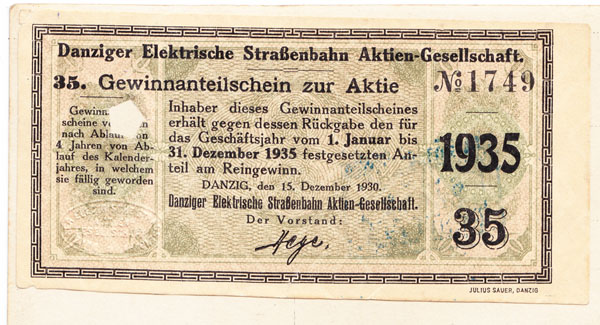 Danziger Elektrische Straßenbahn Aktien-Gesellschaft.
35. Gewinnanteilschein zur Aktie
№ 1749
Gewinn
scheine
nach Ablauf von
4 Jahren von Ab-
lauf des Kalender-
jahres, in welchem
sie fällig geworden
sind.
Inhaber dieses Gewinnanteilscheines
erhält gegen dessen Rückgabe den für
das Geschäftsjahr vom 1. Januar bis
31. Dezember 1935 festgesetzten An-
teil am Reingewinn.
DANZIG, den 15. Dezember 1930.
Danziger Elektrische Straßenbahn Aktien-Gesellschaft.
Der Vorstand:
1935
35
JULIUS SAUER, DANZIG